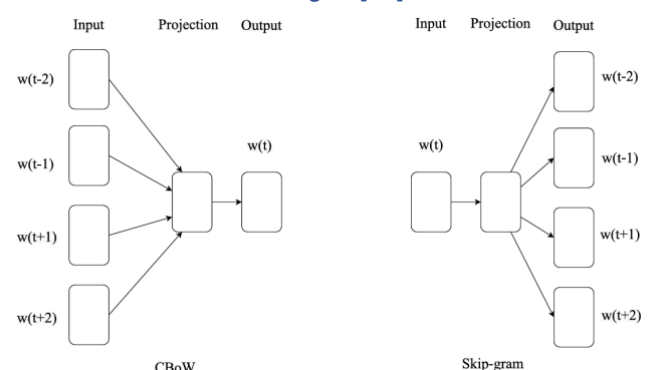 Input Projection Output
w(t-2)
w(t-1)
w(t)
w(t+1)
w(t+2)
CBoW
Input Projection Output
w(t-2)
w(t-1)
w(t)
w(t+1)
w(t+2)
Skip-gram